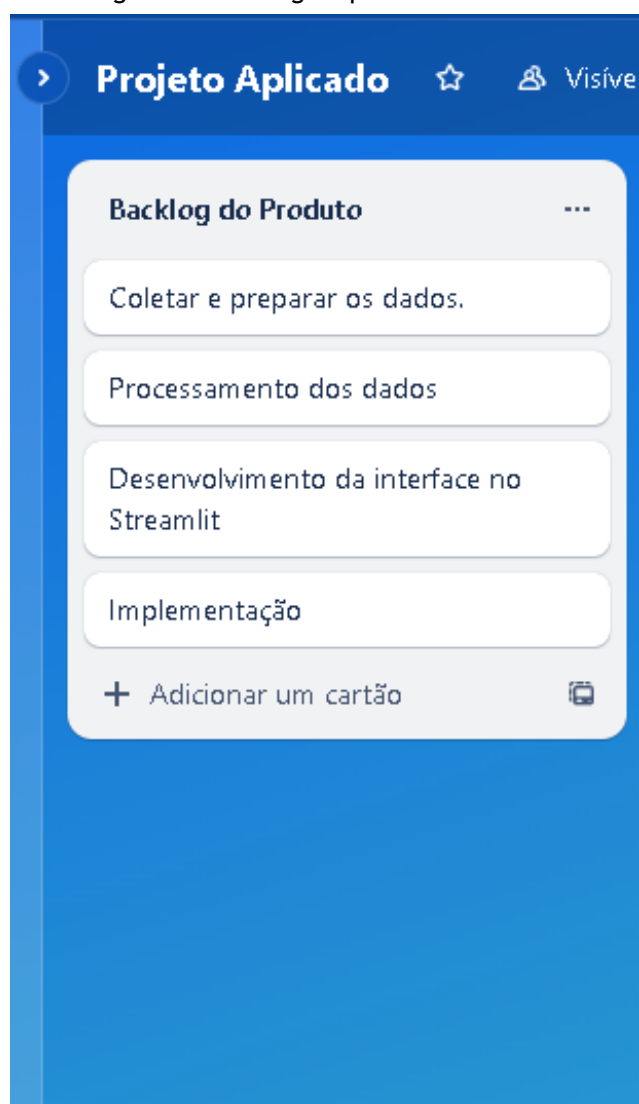 Projeto Aplicado
Visíve
Backlog do Produto
Coletar e preparar os dados.
Processamento dos dados
Desenvolvimento da interface no
Streamlit
Implementação
+ Adicionar um cartão